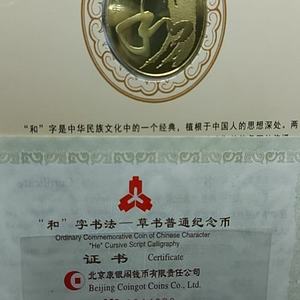 “和”字是中华民族文化中的一个经典，植根于中国人的思想深处。两
“和”字书法—草书普通纪念币
Ordinary Commemorative Coin of Chinese Character
"He" Cursive Script Calligraphy
证书 Certificate
北京康银阁钱币有限责任公司
Beijing Coingot Coins Co., Ltd.